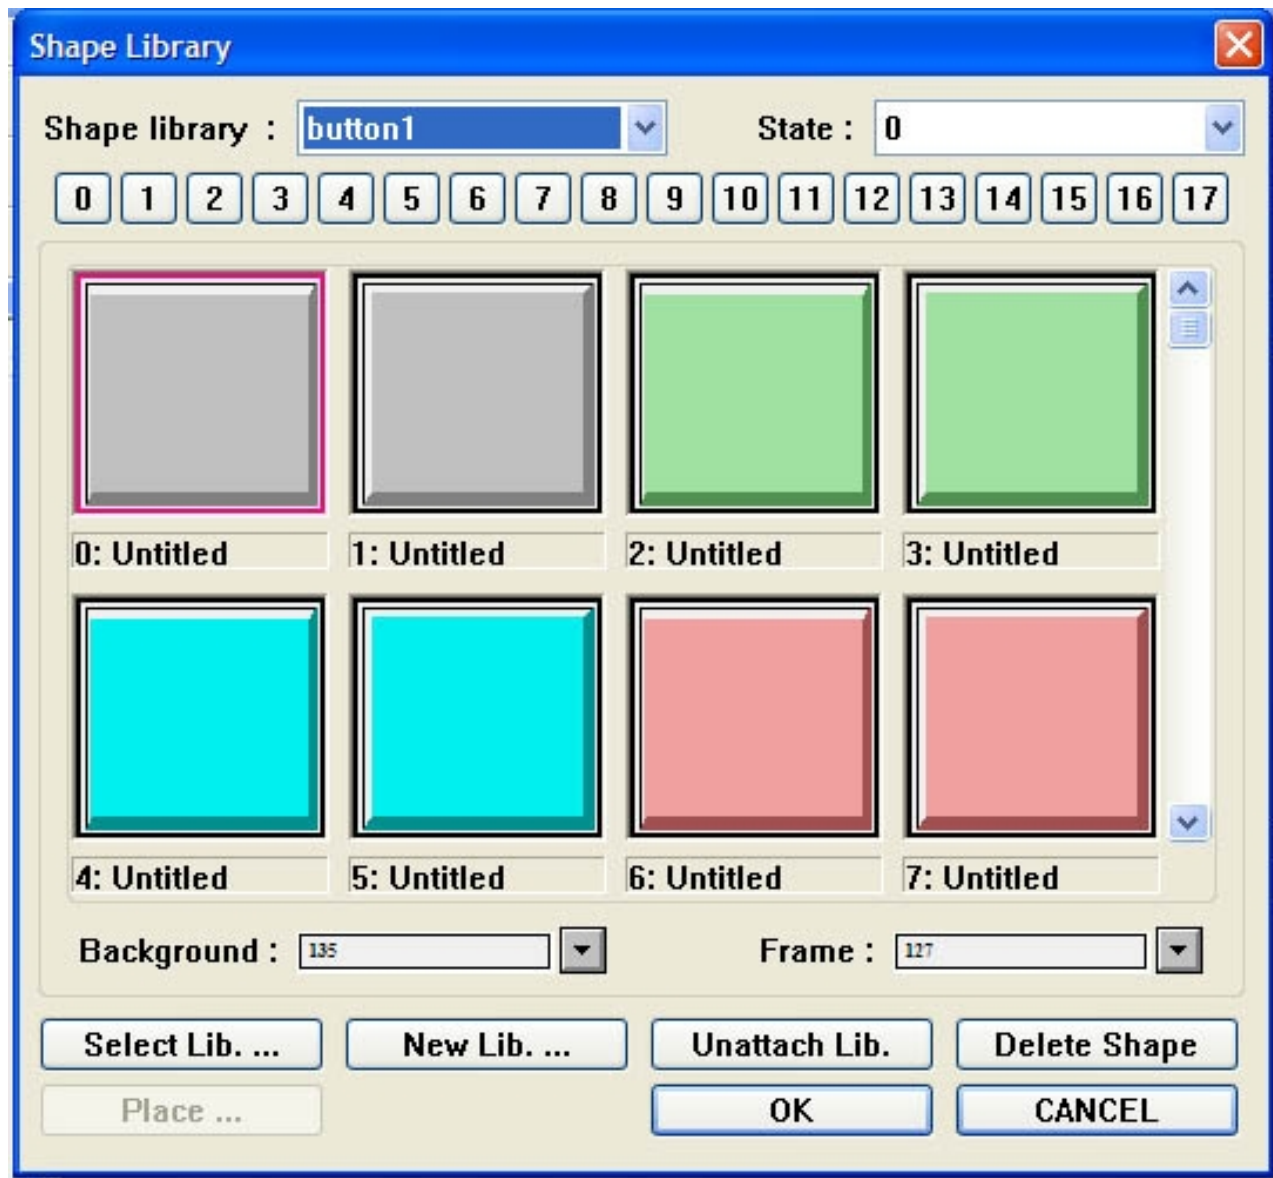 Shape Library
Shape library : button1 State : 0
0 1 2 3 4 5 6 7 8 9 10 11 12 13 14 15 16 17
0: Untitled 1: Untitled 2: Untitled 3: Untitled
4: Untitled 5: Untitled 6: Untitled 7: Untitled
Background : 135 Frame : 127
Select Lib. ... New Lib. ... Unattach Lib. Delete Shape
Place ... OK CANCEL